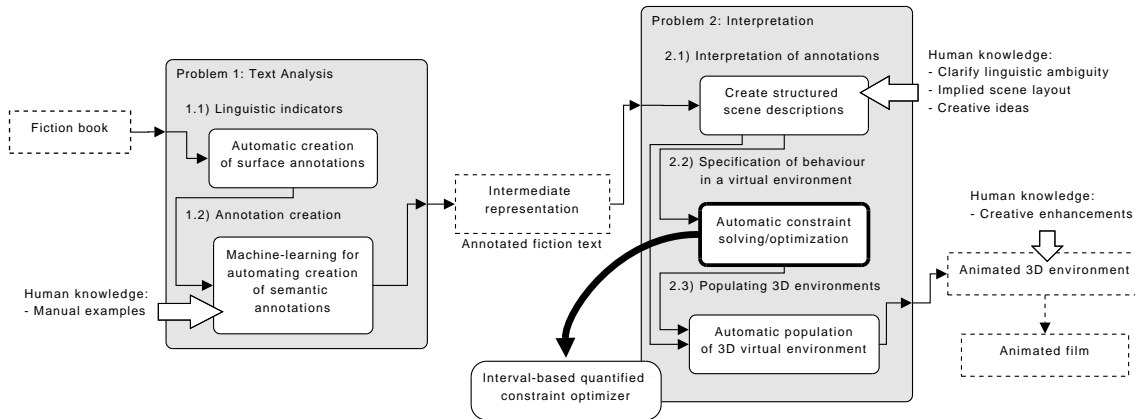 Problem 1: Text Analysis
1.1) Linguistic indicators
Fiction book
Automatic creation
of surface annotations
1.2) Annotation creation
Machine-learning for
automating creation
of semantic
annotations
Human knowledge:
- Manual examples
Intermediate
representation
Annotated fiction text
Problem 2: Interpretation
2.1) Interpretation of annotations
Create structured
scene descriptions
Human knowledge:
- Clarify linguistic ambiguity
- Implied scene layout
- Creative ideas
2.2) Specification of behaviour
in a virtual environment
Automatic constraint
solving/optimization
2.3) Populating 3D environments
Automatic population
of 3D virtual environment
Interval-based quantified
constraint optimizer
Human knowledge:
- Creative enhancements
Animated 3D environment
Animated film